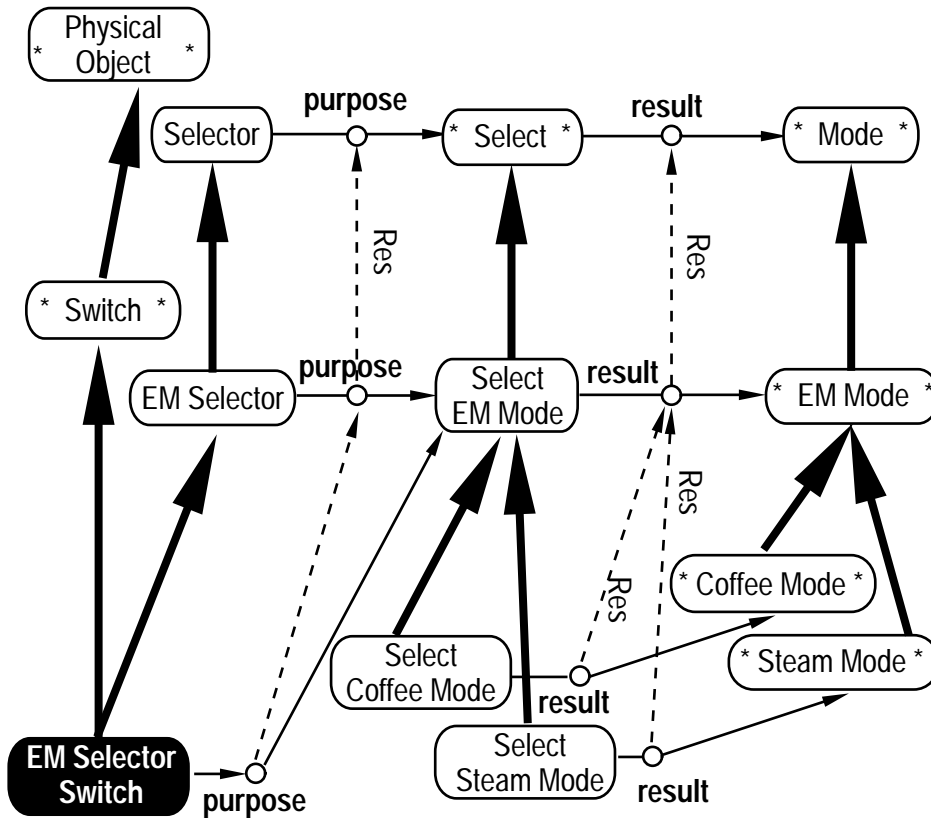 Physical
* Object *
purpose
result
Selector
* Select *
* Mode *
Res
Res
* Switch *
purpose
result
EM Selector
Select
EM Mode
* EM Mode *
Res
Res
* Coffee Mode *
Select
Coffee Mode
result
* Steam Mode *
EM Selector
Switch
purpose
Select
Steam Mode
result